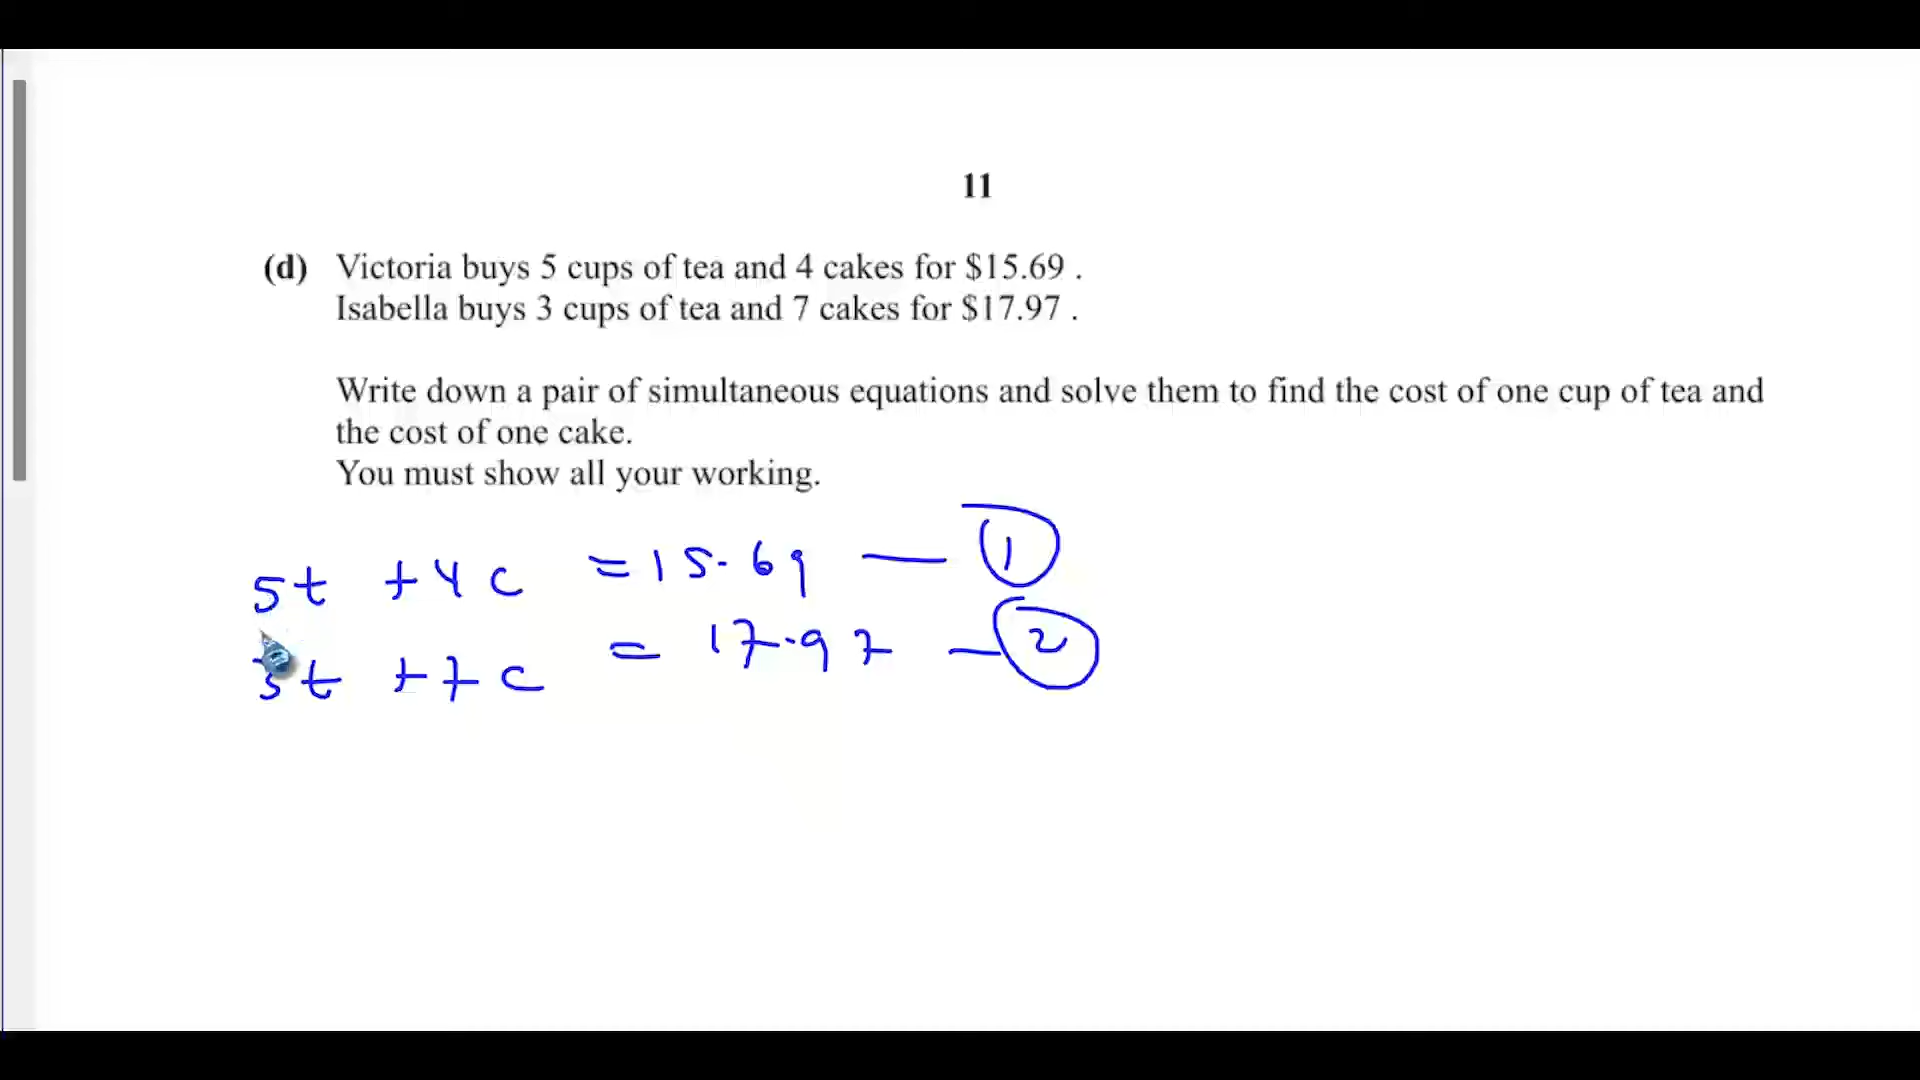 11
(d) Victoria buys 5 cups of tea and 4 cakes for $15.69 .
Isabella buys 3 cups of tea and 7 cakes for $17.97 .
Write down a pair of simultaneous equations and solve them to find the cost of one cup of tea and
the cost of one cake.
You must show all your working.
5t + 4c = 15.69 — 1
3t + 7c = 17.97 — 2